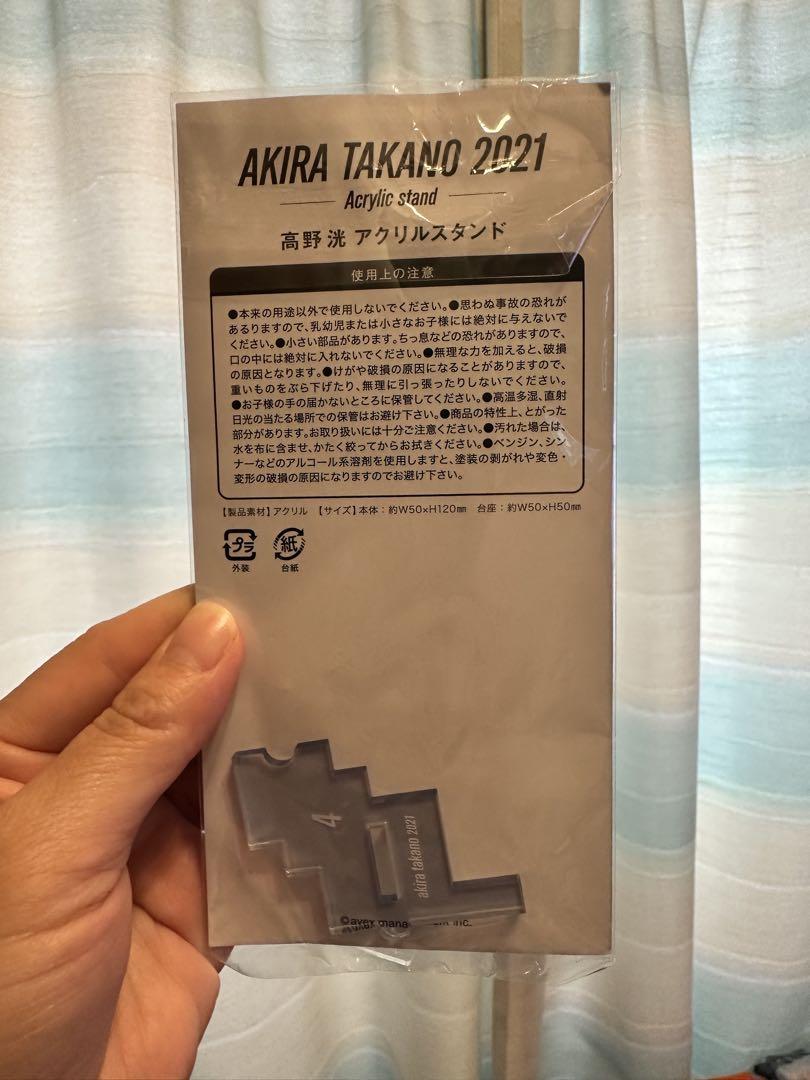 AKIRA TAKANO 2021
Acrylic stand
高野 洸 アクリルスタンド
使用上の注意
●本来の用途以外で使用しないでください。●思わぬ事故の恐れが
あるりますので、乳幼児または小さなお子様には絶対に与えないで
ください。●小さい部品があります。ちっ息などの恐れがありますので、
口の中には絶対に入れないでください。●無理な力を加えると、破損
の原因となります。●けがや破損の原因になることがありますので、
重いものをぶら下げたり、無理に引っ張ったりしないでください。
●お子様の手の届かないところに保管してください。●高温多湿、直射
日光の当たる場所での保管はお避け下さい。●商品の特性上、とがった
部分があります。お取り扱いには十分ご注意ください。●汚れた場合は、
水を布に含ませ、かたく絞ってからお拭きください。●ベンジン、シン
ナーなどのアルコール系溶剤を使用しますと、塗装の剥がれや変色・
変形の破損の原因になりますのでお避け下さい。
【製品素材】アクリル 【サイズ】本体：約W50×H120㎜ 台座：約W50×H50㎜
プラ 紙
外装 台紙
4
akira takano 2021
©avex mana inc.